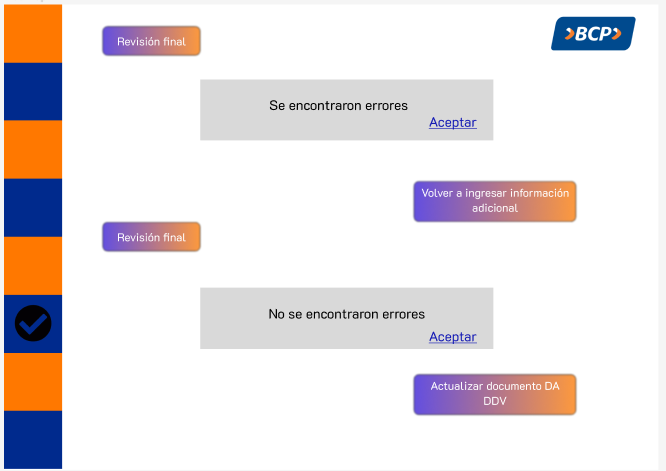 Revisión final
BCP
Se encontraron errores
Aceptar
Volver a ingresar información
adicional
Revisión final
No se encontraron errores
Aceptar
Actualizar documento DA
DDV